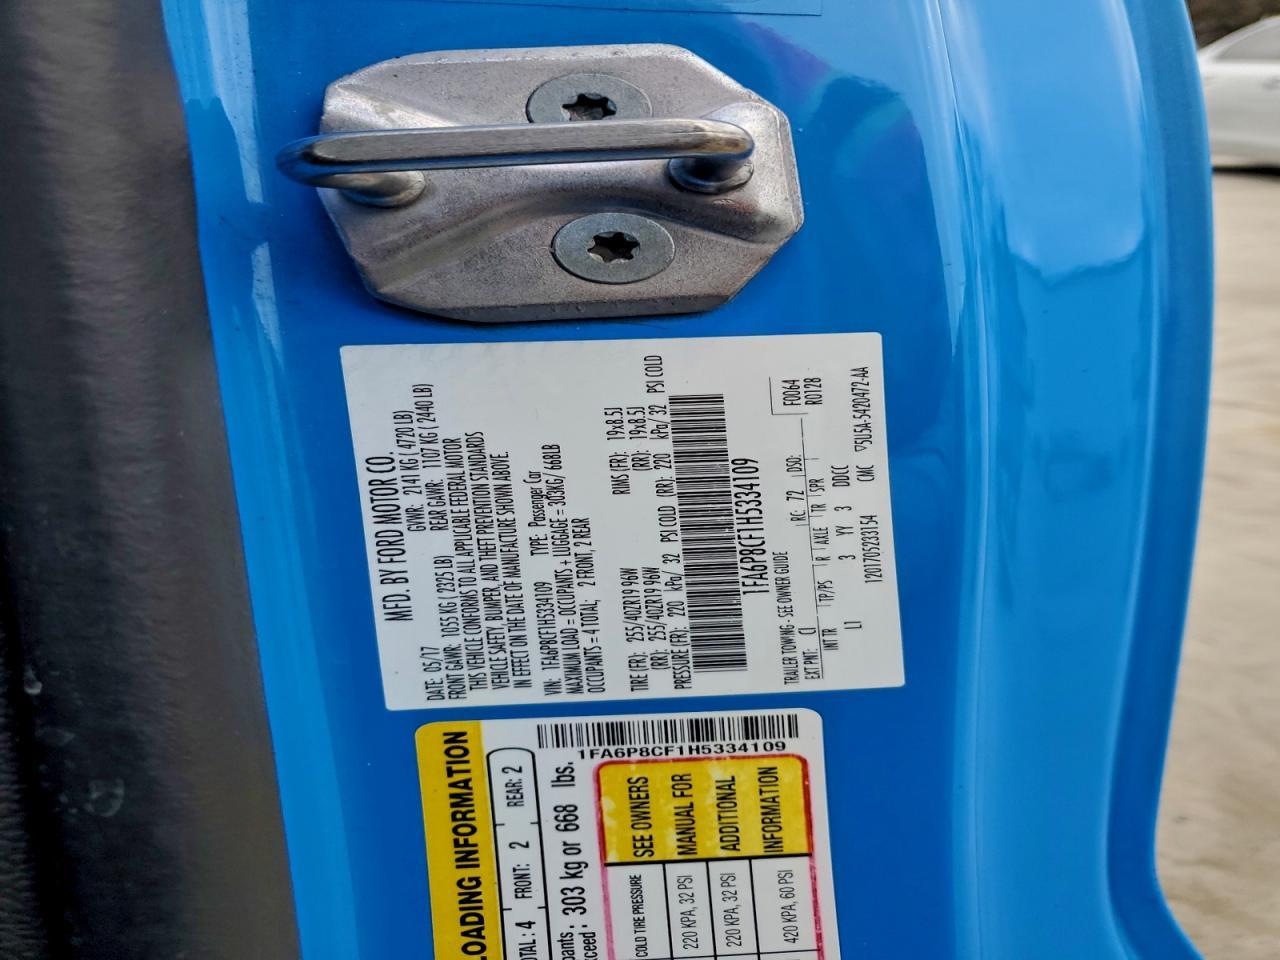 MFD. BY FORD MOTOR CO.
DATE: 05/17 GVWR: 2141 KG ( 4720 LB)
FRONT GAWR: 1055 KG ( 2325 LB) REAR GAWR: 1107 KG ( 2440 LB)
THIS VEHICLE CONFORMS TO ALL APPLICABLE FEDERAL MOTOR
VEHICLE SAFETY, BUMPER, AND THEFT PREVENTION STANDARDS
IN EFFECT ON THE DATE OF MANUFACTURE SHOWN ABOVE
VIN: 1FA6P8CF1H5334109 TYPE: Passenger Car
MAXIMUM LOAD = OCCUPANTS + LUGGAGE = 303KG/ 668LB
OCCUPANTS = 4 TOTAL; 2 FRONT, 2 REAR
TIRE (FR): 255/40ZR19 96W RIMS (FR): 19x8.5J
(RR): 255/40ZR19 96W (RR): 19x8.5J
PRESSURE (FR): 220 kPa/ 32 PSI COLD (RR): 220 kPa/ 32 PSI COLD
1FA6P8CF1H5334109
TRAILER TOWING - SEE OWNER GUIDE
F0064
EXT PNT: CI RC: 72 DSO: R0128
INT TR TP/PS R AXLE TR SPR
LI 3 YY 3 DDCC
120170523315​4 CMC 5U5A-5420472-AA
LOADING INFORMATION
TOTAL: 4 FRONT: 2 REAR: 2
303 kg or 668 lbs.
1FA6P8CF1H5334109
COLD TIRE PRESSURE
220 KPA, 32 PSI
220 KPA, 32 PSI
420 KPA, 60 PSI
SEE OWNERS
MANUAL FOR
ADDITIONAL
INFORMATION